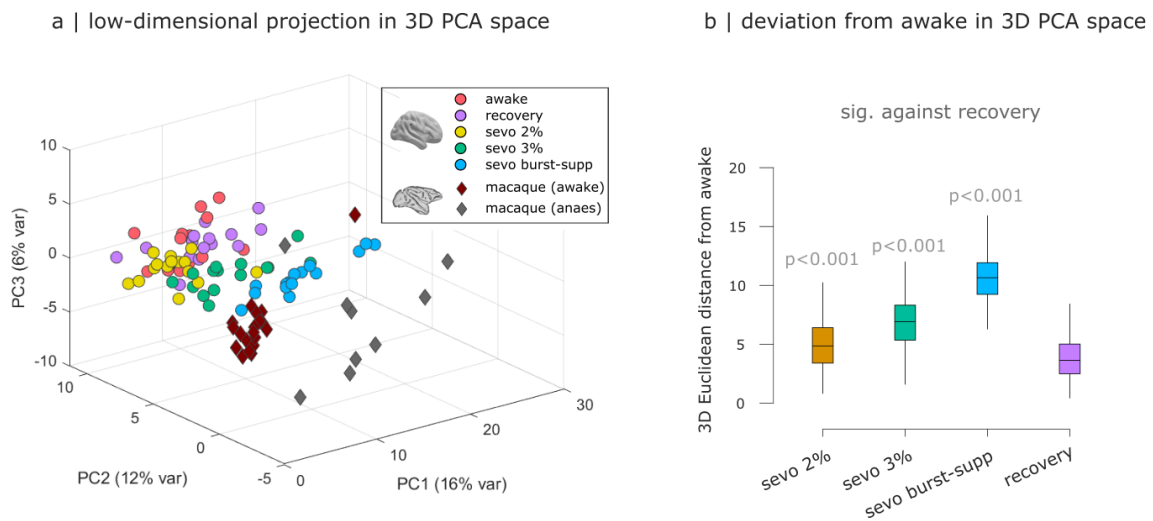 a | low-dimensional projection in 3D PCA space
b | deviation from awake in 3D PCA space
awake
recovery
sevo 2%
sevo 3%
sevo burst-supp
macaque (awake)
macaque (anaes)
PC3 (6% var)
10
5
0
-5
-10
10
5
0
-5
PC2 (12% var)
0
10
20
30
PC1 (16% var)
sig. against recovery
3D Euclidean distance from awake
20
15
10
5
0
p<0.001
p<0.001
p<0.001
sevo 2%
sevo 3%
sevo burst-supp
recovery